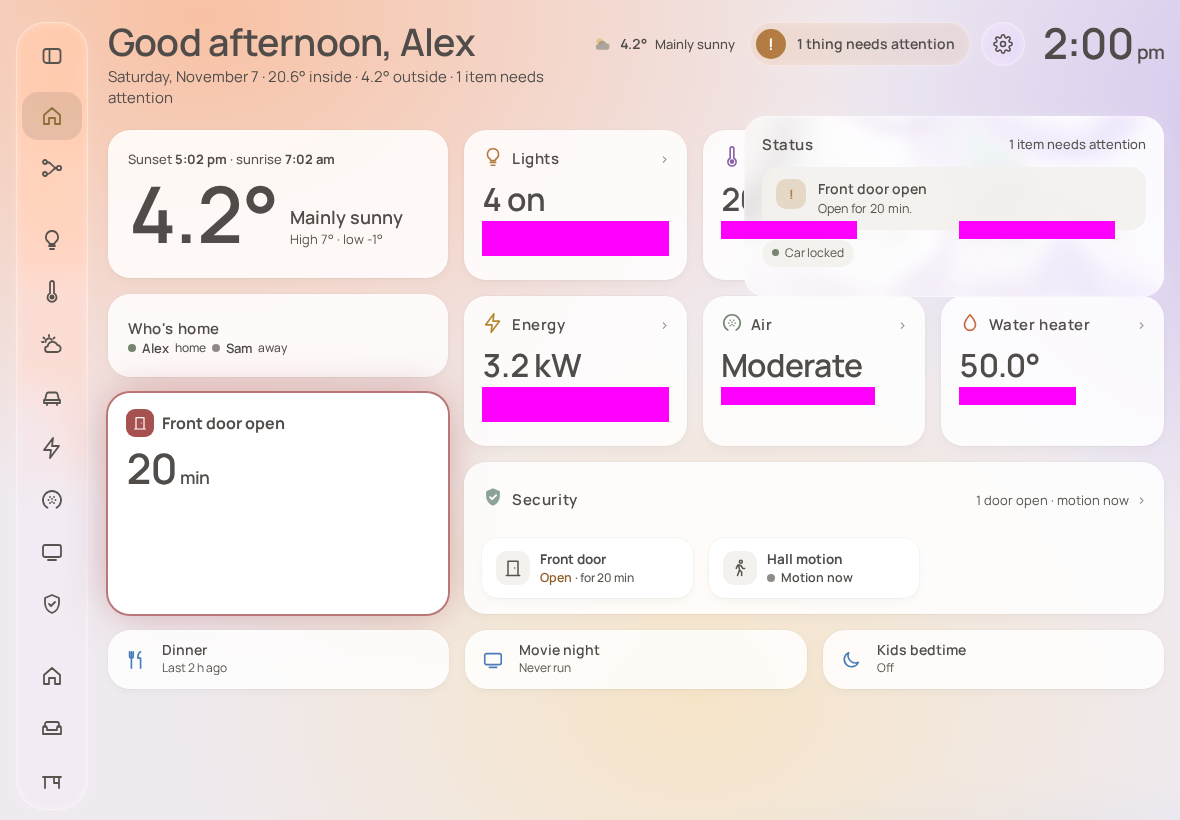 Good afternoon, Alex
Saturday, November 7 · 20.6° inside · 4.2° outside · 1 item needs
attention
4.2° Mainly sunny
! 1 thing needs attention
2:00 pm
Sunset 5:02 pm · sunrise 7:02 am
4.2°
Mainly sunny
High 7° · low -1°
Lights
4 on
Status
1 item needs attention
! Front door open
Open for 20 min.
Car locked
Who's home
Alex home Sam away
Energy
3.2 kW
Air
Moderate
Water heater
50.0°
Front door open
20 min
Security
1 door open · motion now
Front door
Open · for 20 min
Hall motion
Motion now
Dinner
Last 2 h ago
Movie night
Never run
Kids bedtime
Off